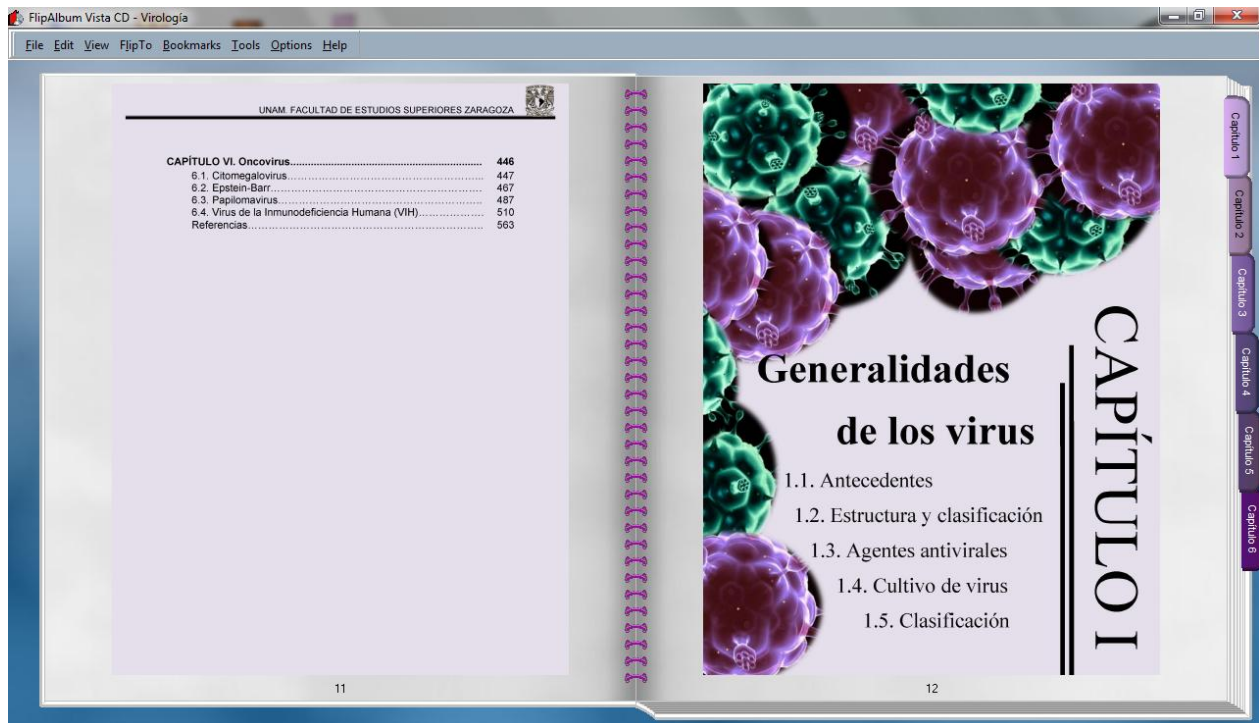 FlipAlbum Vista CD - Virología
File Edit View FlipTo Bookmarks Tools Options Help
UNAM. FACULTAD DE ESTUDIOS SUPERIORES ZARAGOZA
CAPÍTULO VI. Oncovirus................................................................ 446
6.1. Citomegalovirus……………………………………………….. 447
6.2. Epstein-Barr…………………………………………………… 467
6.3. Papilomavirus………………………………………………… 487
6.4. Virus de la Inmunodeficiencia Humana (VIH)……………… 510
Referencias………………………………………………………… 563
11
Generalidades
de los virus
1.1. Antecedentes
1.2. Estructura y clasificación
1.3. Agentes antivirales
1.4. Cultivo de virus
1.5. Clasificación
CAPÍTULO I
12
Capítulo 1
Capítulo 2
Capítulo 3
Capítulo 4
Capítulo 5
Capítulo 6